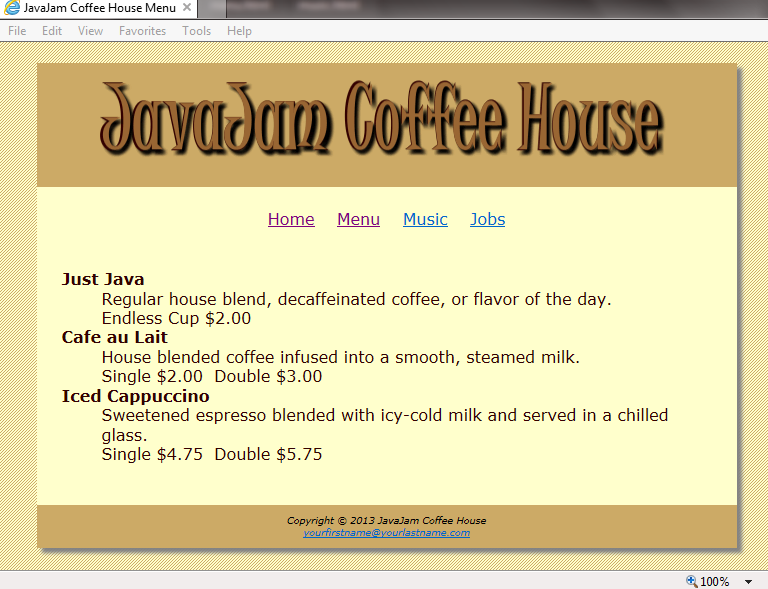 JavaJam Coffee House Menu
File Edit View Favorites Tools Help
JavaJam Coffee House
Home Menu Music Jobs
Just Java
Regular house blend, decaffeinated coffee, or flavor of the day.
Endless Cup $2.00
Cafe au Lait
House blended coffee infused into a smooth, steamed milk.
Single $2.00 Double $3.00
Iced Cappuccino
Sweetened espresso blended with icy-cold milk and served in a chilled
glass.
Single $4.75 Double $5.75
Copyright © 2013 JavaJam Coffee House
yourfirstname@yourlastname.com
100%